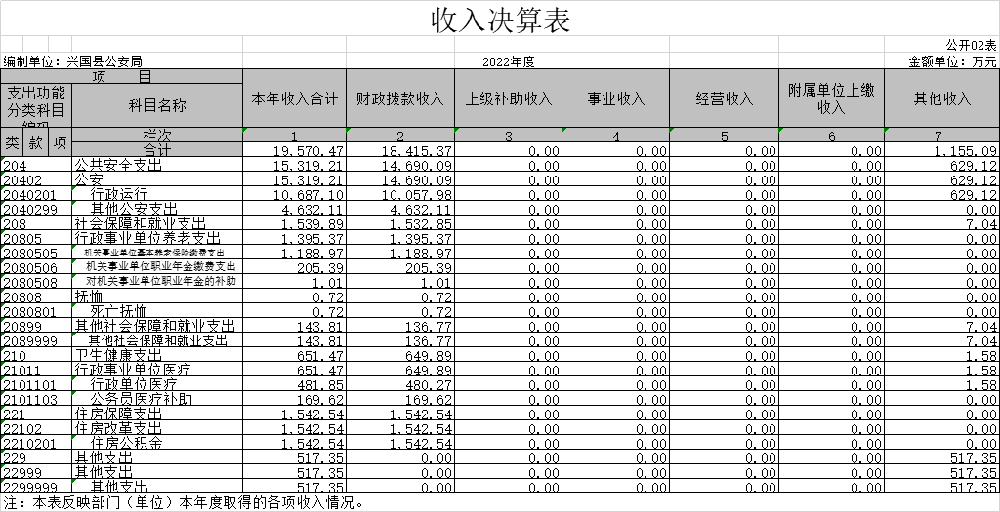 收入决算表
公开02表
编制单位：兴国县公安局 2022年度 金额单位：万元
项 目 本年收入合计 财政拨款收入 上级补助收入 事业收入 经营收入 附属单位上缴收入 其他收入
支出功能分类科目编码 科目名称
类 款 项 栏次 1 2 3 4 5 6 7
合计 19,570.47 18,415.37 0.00 0.00 0.00 0.00 1,155.09
204 公共安全支出 15,319.21 14,690.09 0.00 0.00 0.00 0.00 629.12
20402 公安 15,319.21 14,690.09 0.00 0.00 0.00 0.00 629.12
2040201 行政运行 10,687.10 10,057.98 0.00 0.00 0.00 0.00 629.12
2040299 其他公安支出 4,632.11 4,632.11 0.00 0.00 0.00 0.00 0.00
208 社会保障和就业支出 1,539.89 1,532.85 0.00 0.00 0.00 0.00 7.04
20805 行政事业单位养老支出 1,395.37 1,395.37 0.00 0.00 0.00 0.00 0.00
2080505 机关事业单位基本养老保险缴费支出 1,188.97 1,188.97 0.00 0.00 0.00 0.00 0.00
2080506 机关事业单位职业年金缴费支出 205.39 205.39 0.00 0.00 0.00 0.00 0.00
2080508 对机关事业单位职业年金的补助 1.01 1.01 0.00 0.00 0.00 0.00 0.00
20808 抚恤 0.72 0.72 0.00 0.00 0.00 0.00 0.00
2080801 死亡抚恤 0.72 0.72 0.00 0.00 0.00 0.00 0.00
20899 其他社会保障和就业支出 143.81 136.77 0.00 0.00 0.00 0.00 7.04
2089999 其他社会保障和就业支出 143.81 136.77 0.00 0.00 0.00 0.00 7.04
210 卫生健康支出 651.47 649.89 0.00 0.00 0.00 0.00 1.58
21011 行政事业单位医疗 651.47 649.89 0.00 0.00 0.00 0.00 1.58
2101101 行政单位医疗 481.85 480.27 0.00 0.00 0.00 0.00 1.58
2101103 公务员医疗补助 169.62 169.62 0.00 0.00 0.00 0.00 0.00
221 住房保障支出 1,542.54 1,542.54 0.00 0.00 0.00 0.00 0.00
22102 住房改革支出 1,542.54 1,542.54 0.00 0.00 0.00 0.00 0.00
2210201 住房公积金 1,542.54 1,542.54 0.00 0.00 0.00 0.00 0.00
229 其他支出 517.35 0.00 0.00 0.00 0.00 0.00 517.35
22999 其他支出 517.35 0.00 0.00 0.00 0.00 0.00 517.35
2299999 其他支出 517.35 0.00 0.00 0.00 0.00 0.00 517.35
注：本表反映部门（单位）本年度取得的各项收入情况。